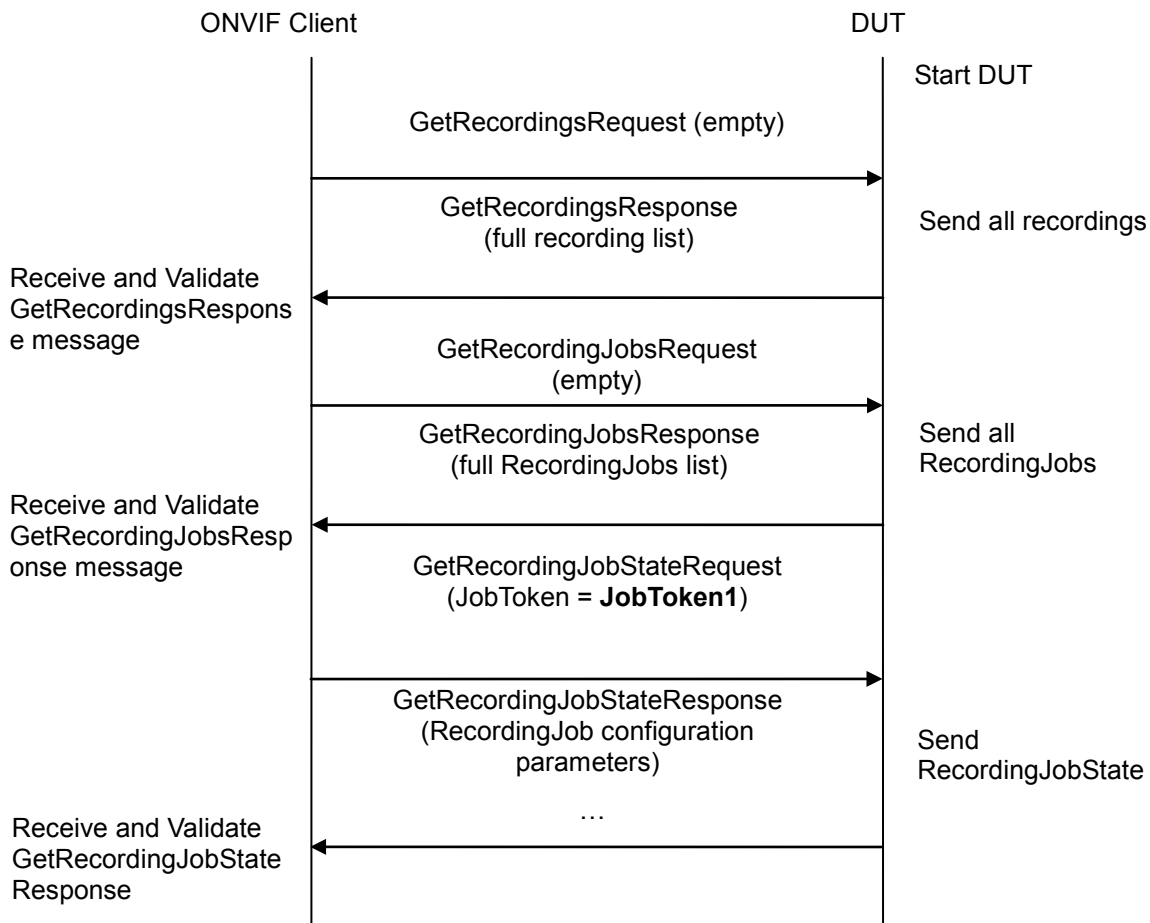 ONVIF Client
DUT
Start DUT
GetRecordingsRequest (empty)
GetRecordingsResponse
(full recording list)
Send all recordings
Receive and Validate
GetRecordingsRespons
e message
GetRecordingJobsRequest
(empty)
GetRecordingJobsResponse
(full RecordingJobs list)
Send all
RecordingJobs
Receive and Validate
GetRecordingJobsResp
onse message
GetRecordingJobStateRequest
(JobToken = JobToken1)
GetRecordingJobStateResponse
(RecordingJob configuration
parameters)
Send
RecordingJobState
…
Receive and Validate
GetRecordingJobState
Response